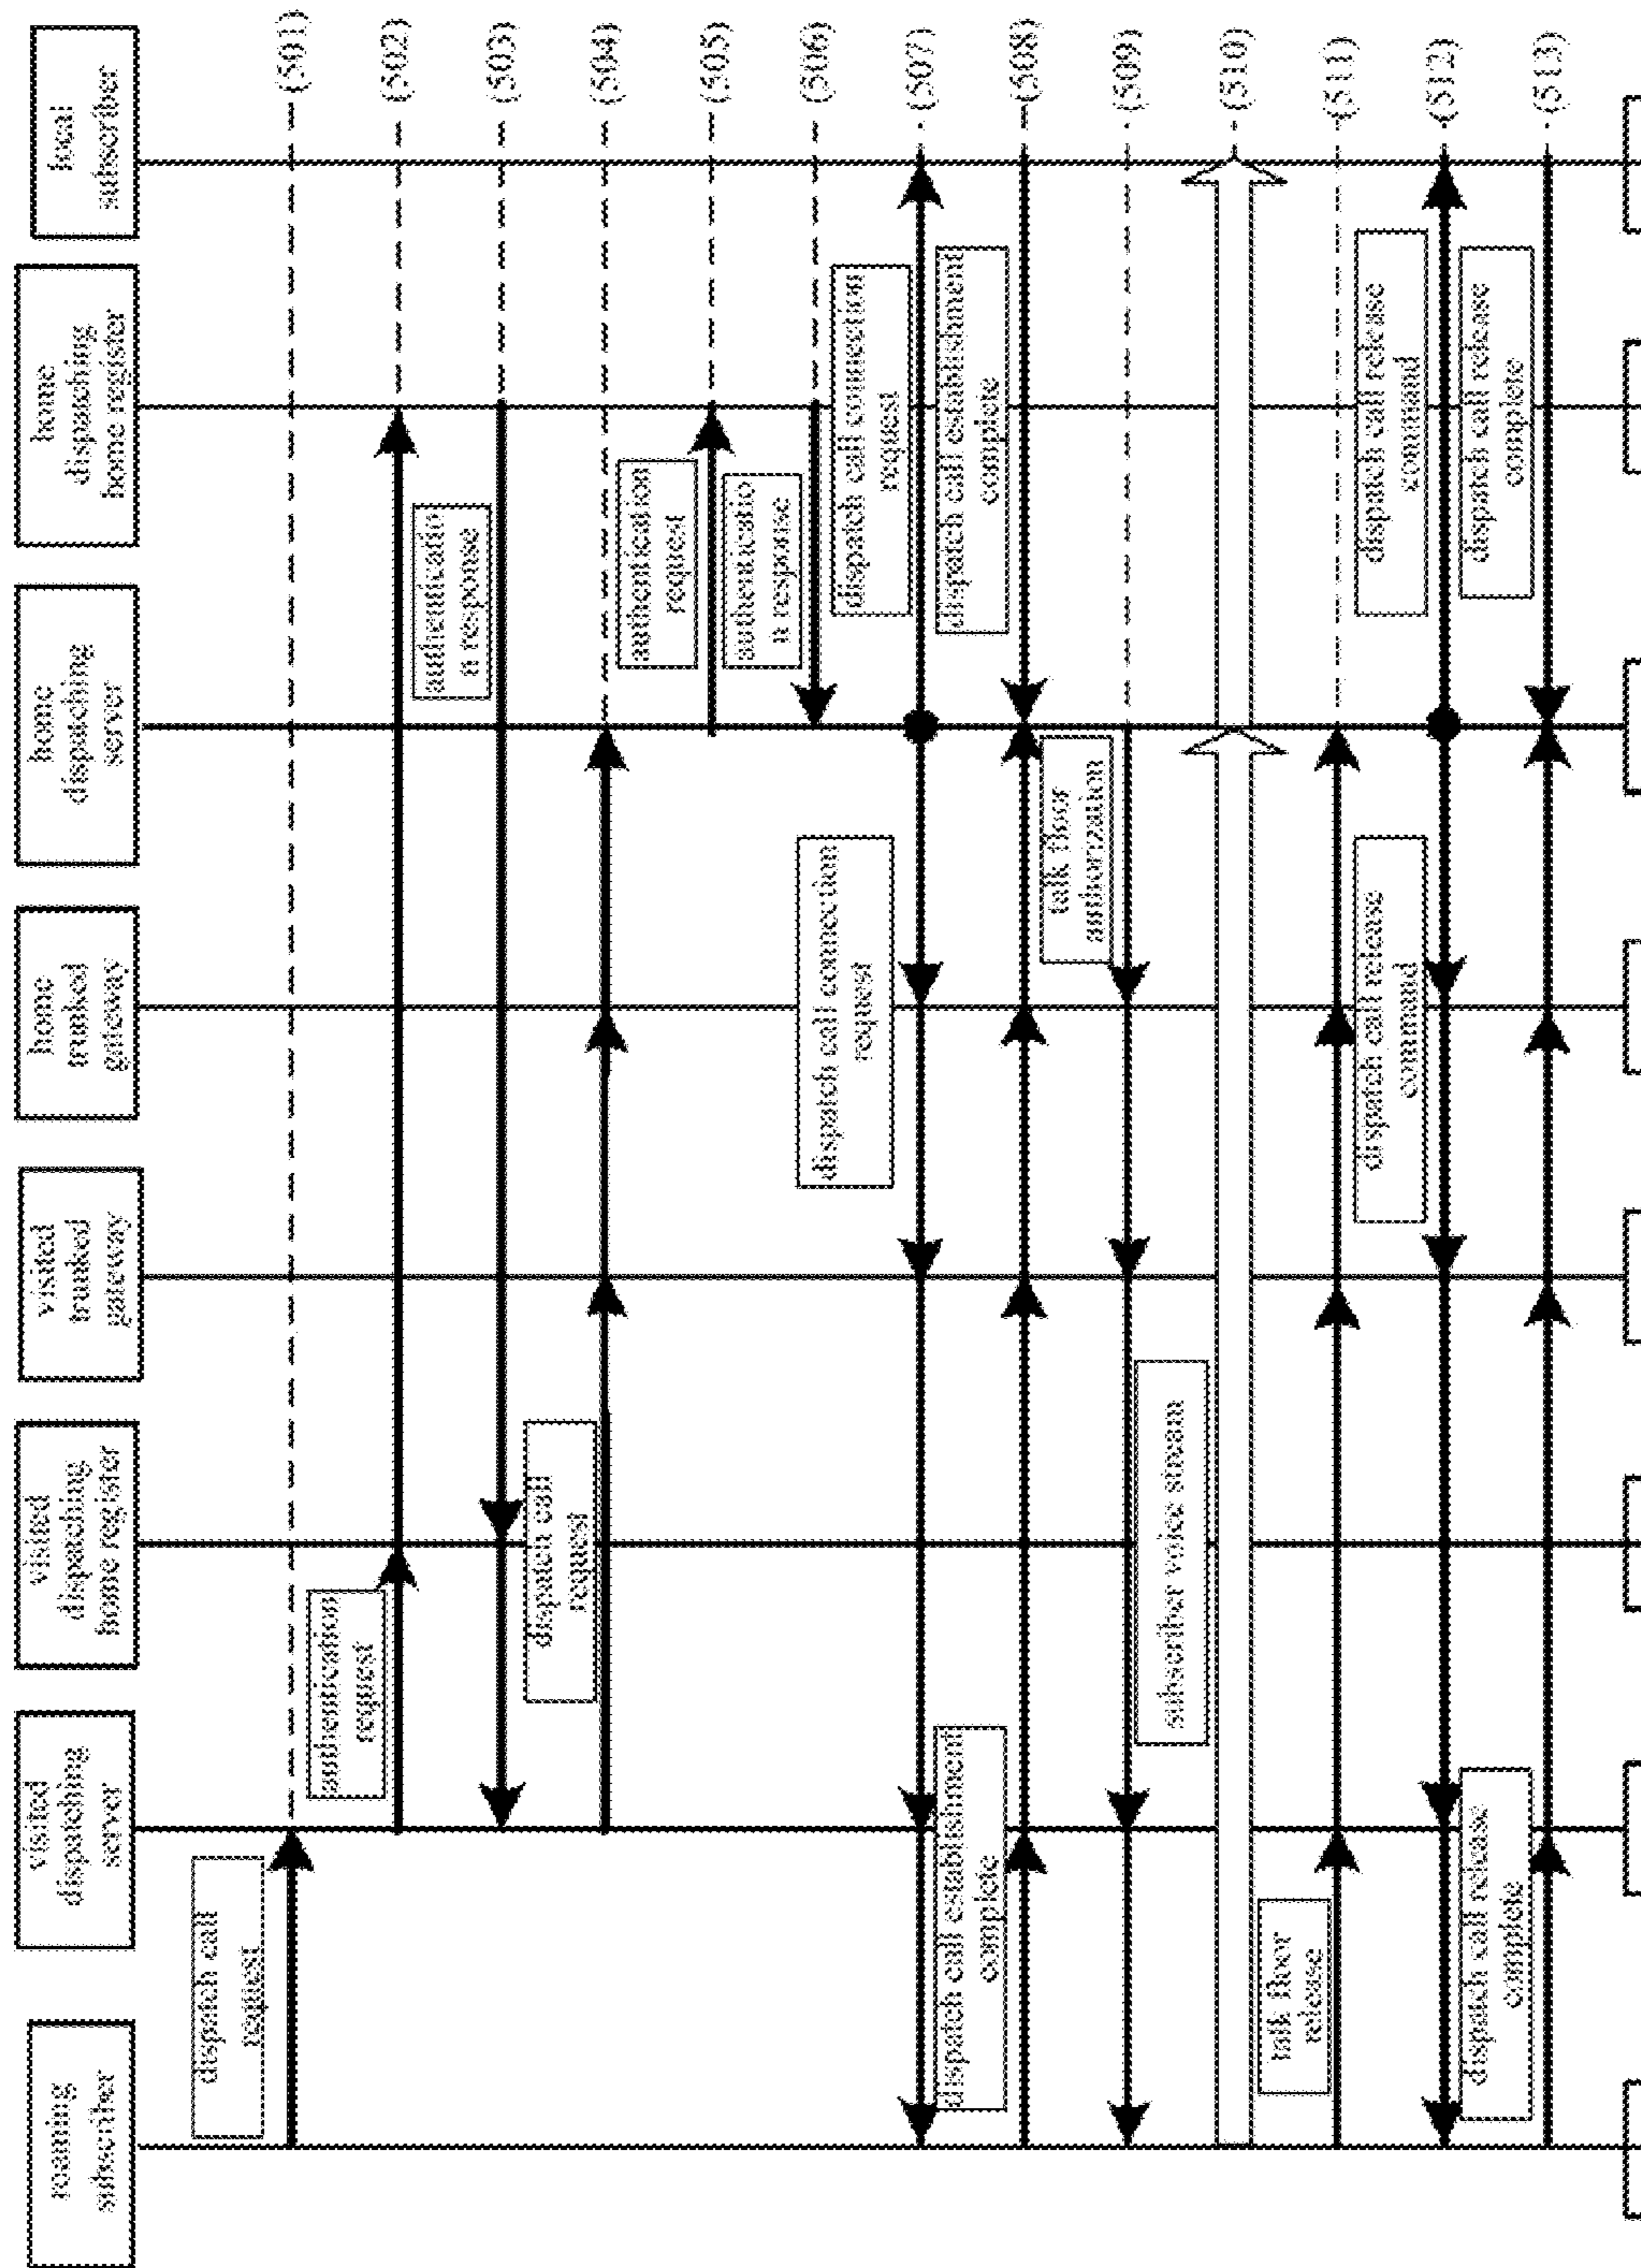 roaming
subscriber
visited
dispatching
server
visited
dispatching
home register
visited
trunked
gateway
home
trunked
gateway
home
dispatching
server
home
dispatching
home register
local
subscriber
dispatch call
request
(501)
authentication
request
(502)
authenticatio
n response
(503)
dispatch call
request
(504)
authentication
request
(505)
authenticatio
n response
(506)
dispatch call connection
request
dispatch call connection
request
(507)
dispatch call establishment
complete
dispatch call establishment
complete
(508)
talk floor
authorization
(509)
subscriber voice stream
(510)
talk floor
release
(511)
dispatch call release
command
dispatch call release
command
(512)
dispatch call release
complete
dispatch call release
complete
(513)